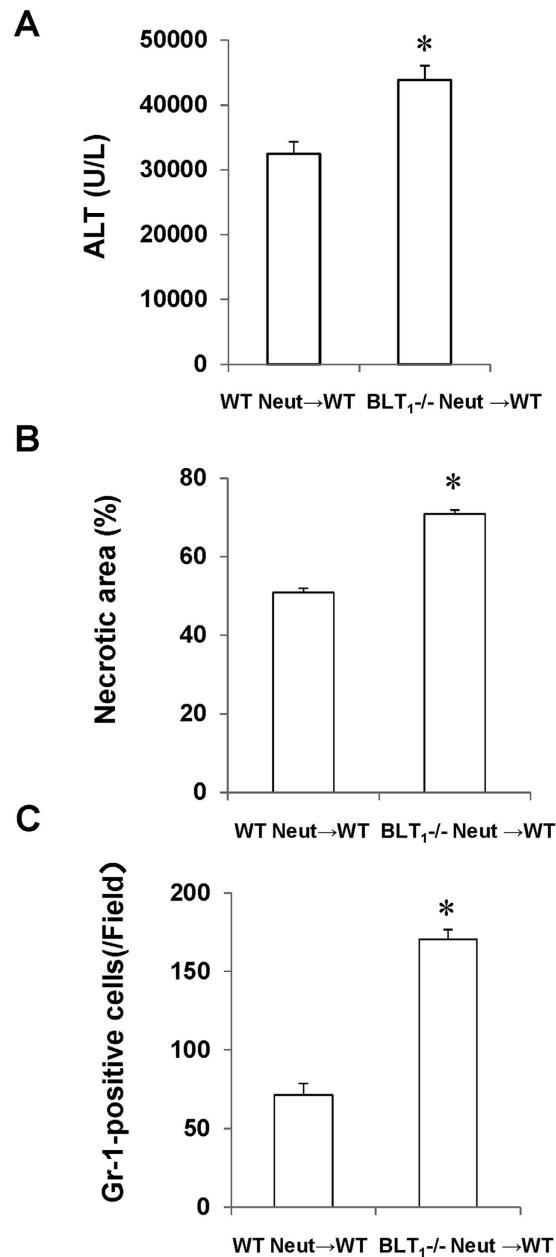 A
ALT (U/L)
50000
40000
30000
20000
10000
0
*
WT Neut→WT BLT₁-/- Neut →WT
B
Necrotic area (%)
80
60
40
20
0
*
WT Neut→WT BLT₁-/- Neut →WT
C
Gr-1-positive cells(/Field)
200
150
100
50
0
*
WT Neut→WT BLT₁-/- Neut →WT